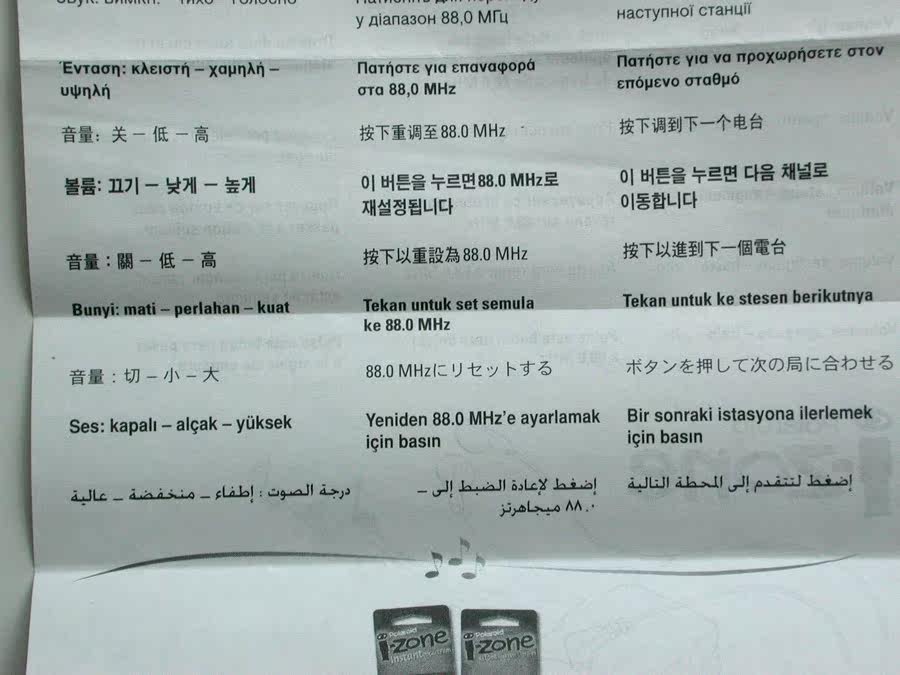 тихо
голосно
у діапазон 88,0 МГц
наступної станції
Ένταση: κλειστή – χαμηλή –
υψηλή
Πατήστε για επαναφορά
στα 88,0 MHz
Πατήστε για να προχωρήσετε στον
επόμενο σταθμό
音量：关 – 低 – 高
按下重调至88.0 MHz
按下调到下一个电台
볼륨: 끄기 – 낮게 – 높게
이 버튼을 누르면88.0 MHz로
재설정됩니다
이 버튼을 누르면 다음 채널로
이동합니다
音量：關 – 低 – 高
按下以重設為88.0 MHz
按下以進到下一個電台
Bunyi: mati – perlahan – kuat
Tekan untuk set semula
ke 88.0 MHz
Tekan untuk ke stesen berikutnya
音量：切 – 小 – 大
88.0 MHzにリセットする
ボタンを押して次の局に合わせる
Ses: kapalı – alçak – yüksek
Yeniden 88.0 MHz'e ayarlamak
için basın
Bir sonraki istasyona ilerlemek
için basın
درجة الصوت : إطفاء – منخفضة – عالية
إضغط لإعادة الضبط إلى –
٨٨.٠ ميجاهرتز
إضغط لتتقدم إلى المحطة التالية
Polaroid
i-zone
instant
Polaroid
i-zone